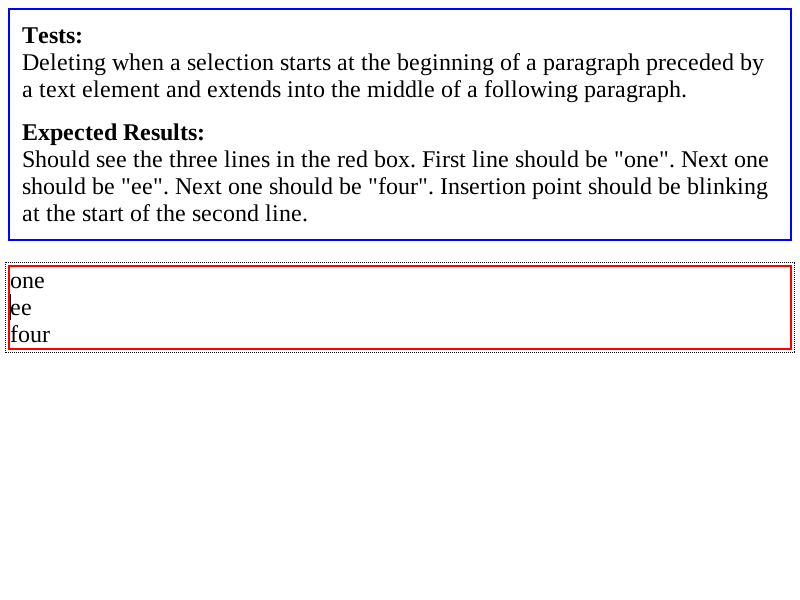 Tests:
Deleting when a selection starts at the beginning of a paragraph preceded by
a text element and extends into the middle of a following paragraph.
Expected Results:
Should see the three lines in the red box. First line should be "one". Next one
should be "ee". Next one should be "four". Insertion point should be blinking
at the start of the second line.
one
ee
four